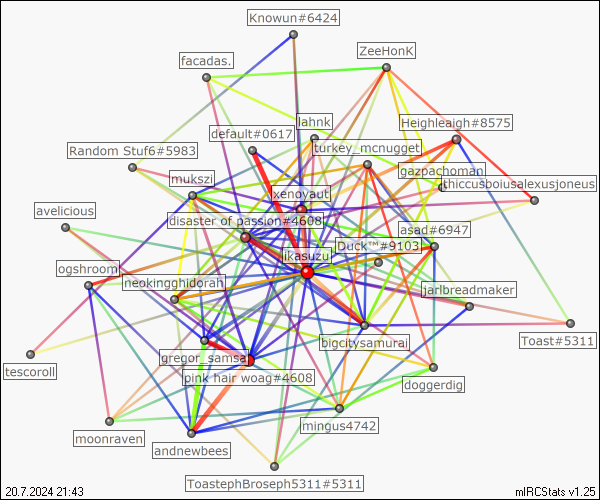 Knowun#6424
ZeeHonK
facadas.
lahnk
Heighleaigh#8575
default#0617
turkey_mcnugget
Random Stuf6#5983
gazpachoman
mukszi
thiccusboiusalexusjoneus
xenoyaut
avelicious
disaster of passion#4608
asad#6947
Duck™#9103
ikasuzu
ogshroom
neokingghidorah
jarlbreadmaker
bigcitysamurai
Toast#5311
gregor_samsa
tescoroll
pink hair woag#4608
doggerdig
mingus4742
moonraven
andnewbees
ToastephBroseph5311#5311
20.7.2024 21:43
mIRCStats v1.25